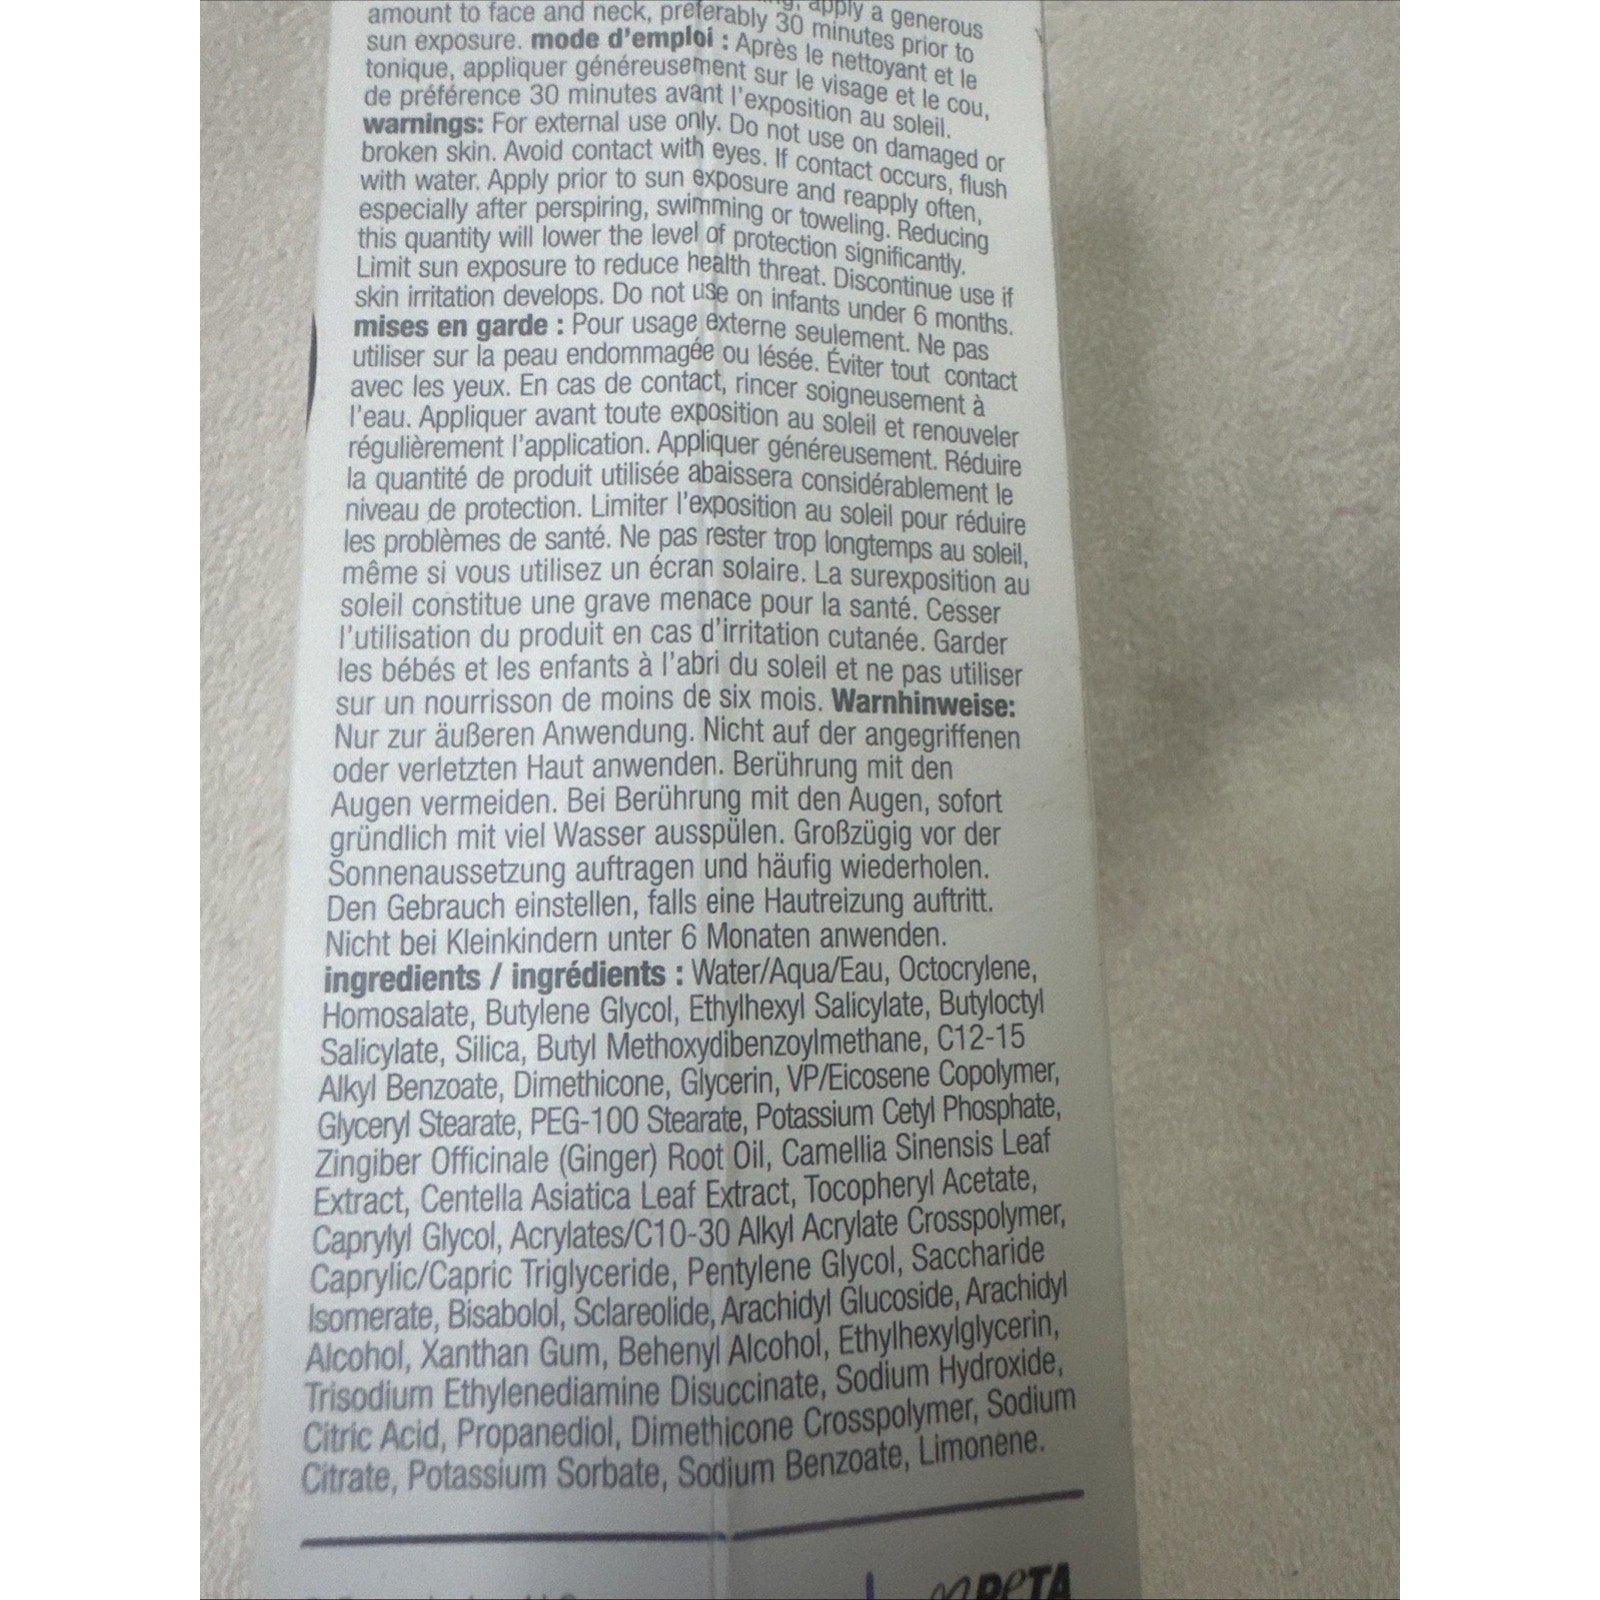 apply a generous
amount to face and neck, preferably 30 minutes prior to
sun exposure. mode d'emploi : Après le nettoyant et le
tonique, appliquer généreusement sur le visage et le cou,
de préférence 30 minutes avant l'exposition au soleil.
warnings: For external use only. Do not use on damaged or
broken skin. Avoid contact with eyes. If contact occurs, flush
with water. Apply prior to sun exposure and reapply often,
especially after perspiring, swimming or toweling. Reducing
this quantity will lower the level of protection significantly.
Limit sun exposure to reduce health threat. Discontinue use if
skin irritation develops. Do not use on infants under 6 months.
mises en garde : Pour usage externe seulement. Ne pas
utiliser sur la peau endommagée ou lésée. Éviter tout contact
avec les yeux. En cas de contact, rincer soigneusement à
l'eau. Appliquer avant toute exposition au soleil et renouveler
régulièrement l'application. Appliquer généreusement. Réduire
la quantité de produit utilisée abaissera considérablement le
niveau de protection. Limiter l'exposition au soleil pour réduire
les problèmes de santé. Ne pas rester trop longtemps au soleil,
même si vous utilisez un écran solaire. La surexposition au
soleil constitue une grave menace pour la santé. Cesser
l'utilisation du produit en cas d'irritation cutanée. Garder
les bébés et les enfants à l'abri du soleil et ne pas utiliser
sur un nourrisson de moins de six mois. Warnhinweise:
Nur zur äußeren Anwendung. Nicht auf der angegriffenen
oder verletzten Haut anwenden. Berührung mit den
Augen vermeiden. Bei Berührung mit den Augen, sofort
gründlich mit viel Wasser ausspülen. Großzügig vor der
Sonnenaussetzung auftragen und häufig wiederholen.
Den Gebrauch einstellen, falls eine Hautreizung auftritt.
Nicht bei Kleinkindern unter 6 Monaten anwenden.
ingredients / ingrédients : Water/Aqua/Eau, Octocrylene,
Homosalate, Butylene Glycol, Ethylhexyl Salicylate, Butyloctyl
Salicylate, Silica, Butyl Methoxydibenzoylmethane, C12-15
Alkyl Benzoate, Dimethicone, Glycerin, VP/Eicosene Copolymer,
Glyceryl Stearate, PEG-100 Stearate, Potassium Cetyl Phosphate,
Zingiber Officinale (Ginger) Root Oil, Camellia Sinensis Leaf
Extract, Centella Asiatica Leaf Extract, Tocopheryl Acetate,
Caprylyl Glycol, Acrylates/C10-30 Alkyl Acrylate Crosspolymer,
Caprylic/Capric Triglyceride, Pentylene Glycol, Saccharide
Isomerate, Bisabolol, Sclareolide, Arachidyl Glucoside, Arachidyl
Alcohol, Xanthan Gum, Behenyl Alcohol, Ethylhexylglycerin,
Trisodium Ethylenediamine Disuccinate, Sodium Hydroxide,
Citric Acid, Propanediol, Dimethicone Crosspolymer, Sodium
Citrate, Potassium Sorbate, Sodium Benzoate, Limonene.
PeTA